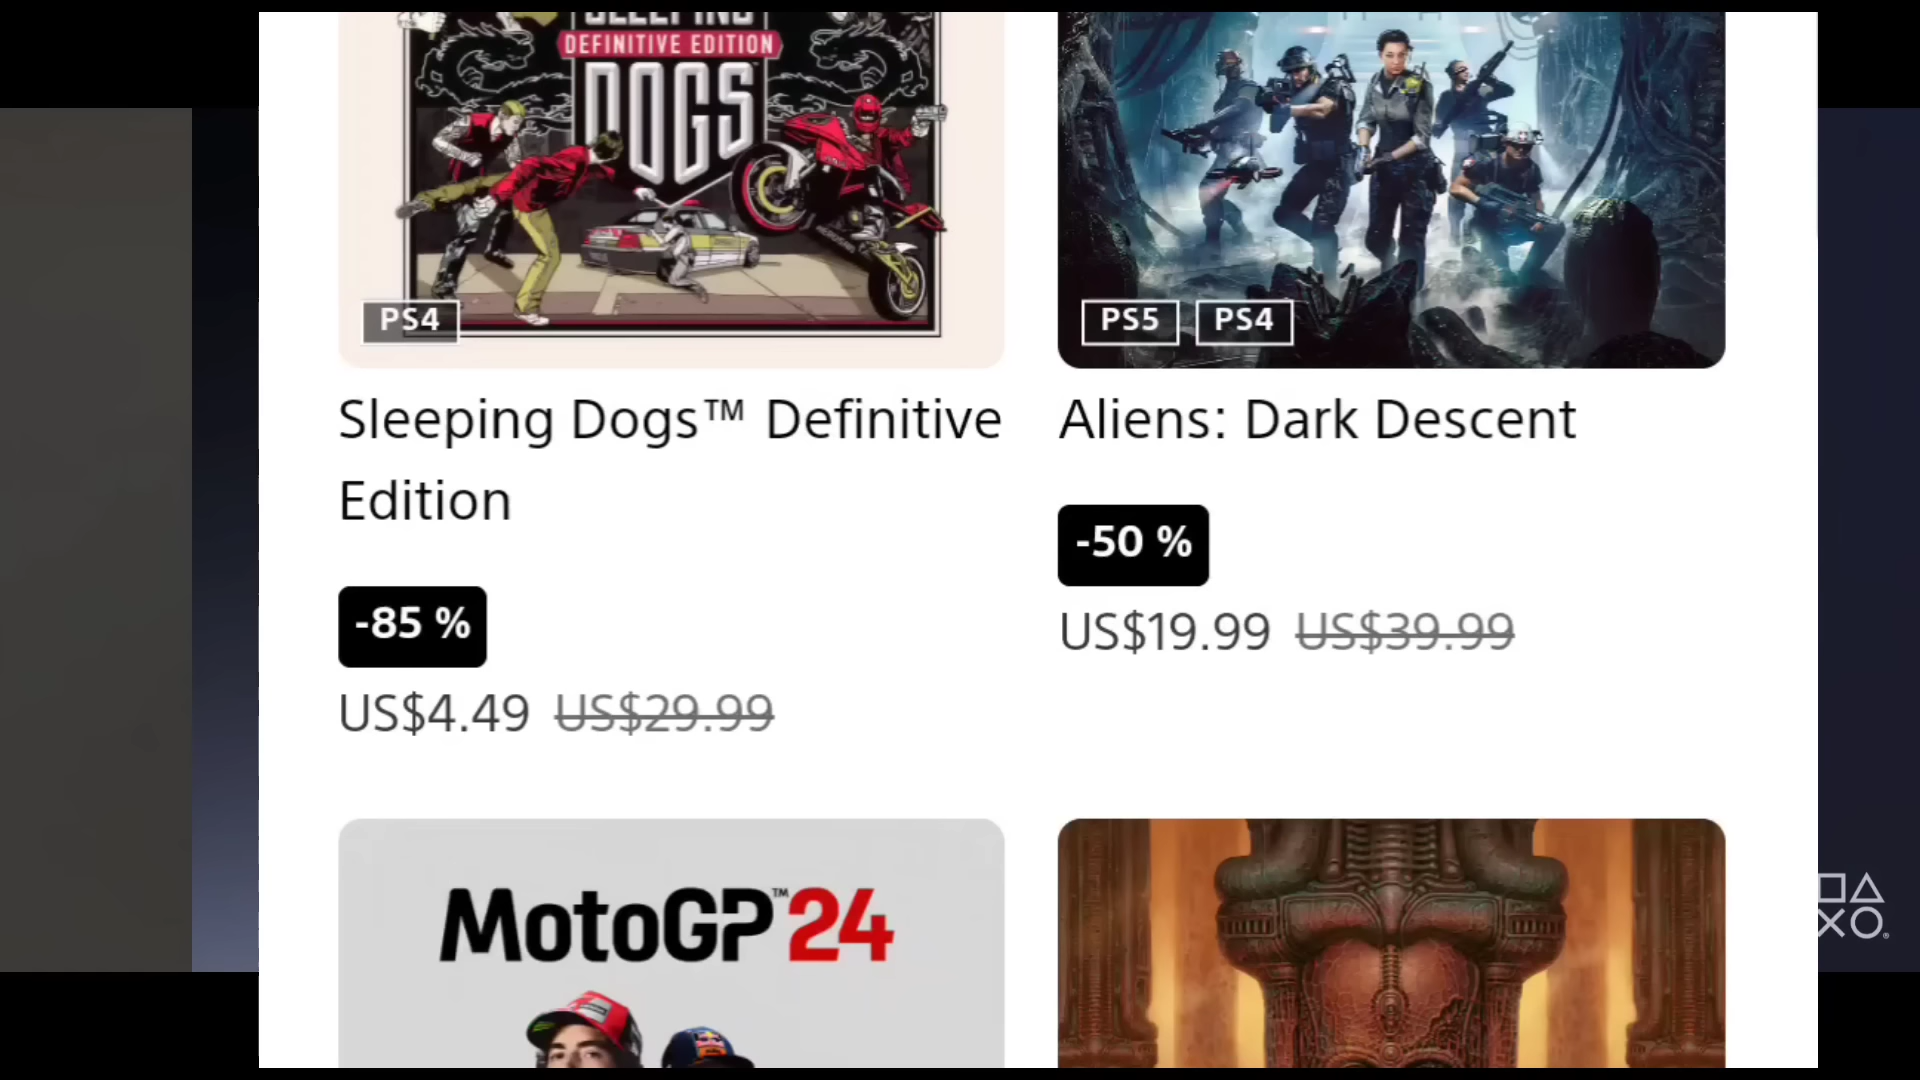 SLEEPING
DEFINITIVE EDITION
DOGS
PS4
PS5 PS4
Sleeping Dogs™ Definitive
Edition
-85 %
US$4.49 US$29.99
Aliens: Dark Descent
-50 %
US$19.99 US$39.99
MotoGP™24